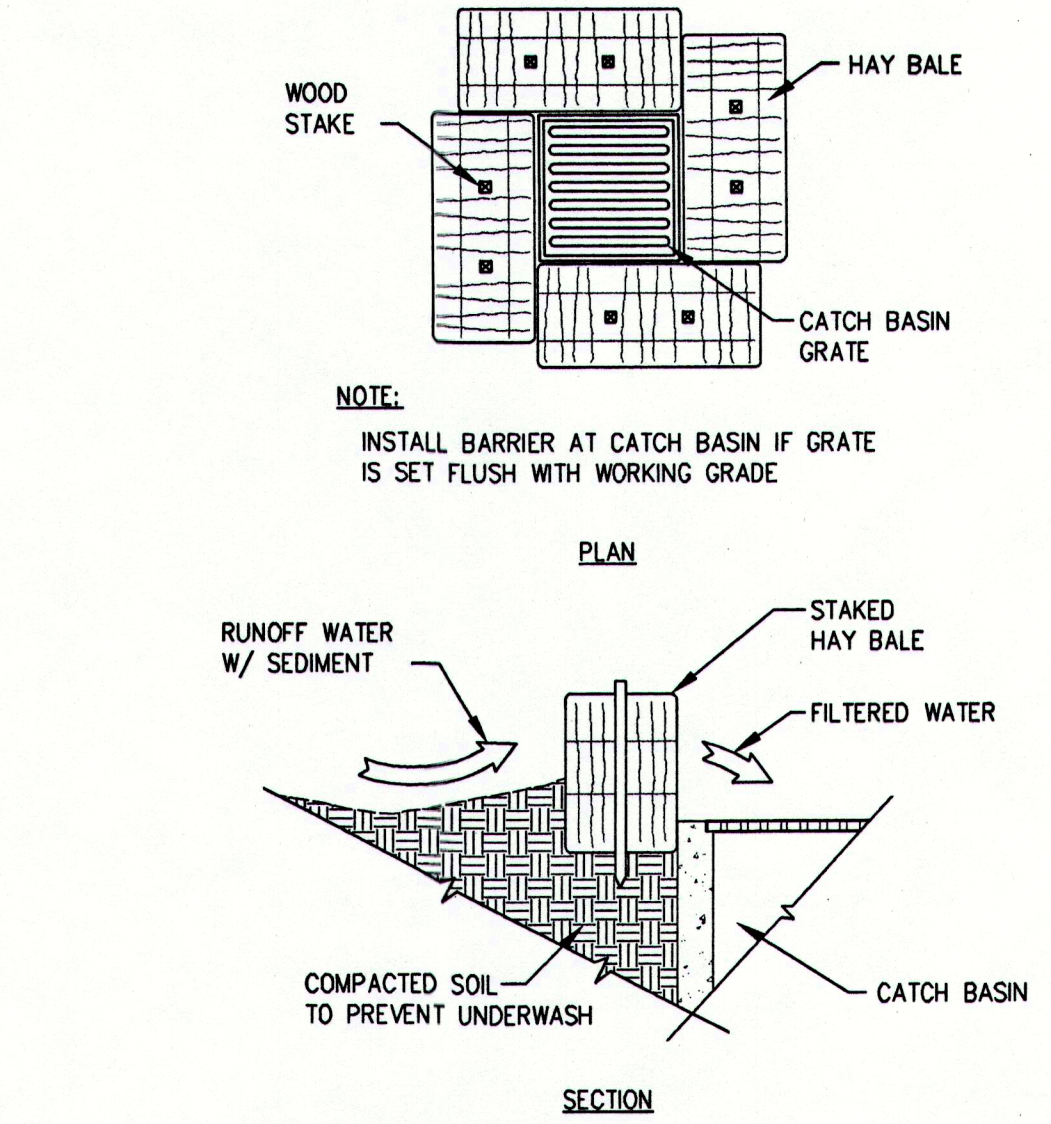 HAY BALE
WOOD
STAKE
CATCH BASIN
GRATE
NOTE:
INSTALL BARRIER AT CATCH BASIN IF GRATE
IS SET FLUSH WITH WORKING GRADE
PLAN
STAKED
HAY BALE
RUNOFF WATER
W/ SEDIMENT
FILTERED WATER
COMPACTED SOIL
TO PREVENT UNDERWASH
CATCH BASIN
SECTION